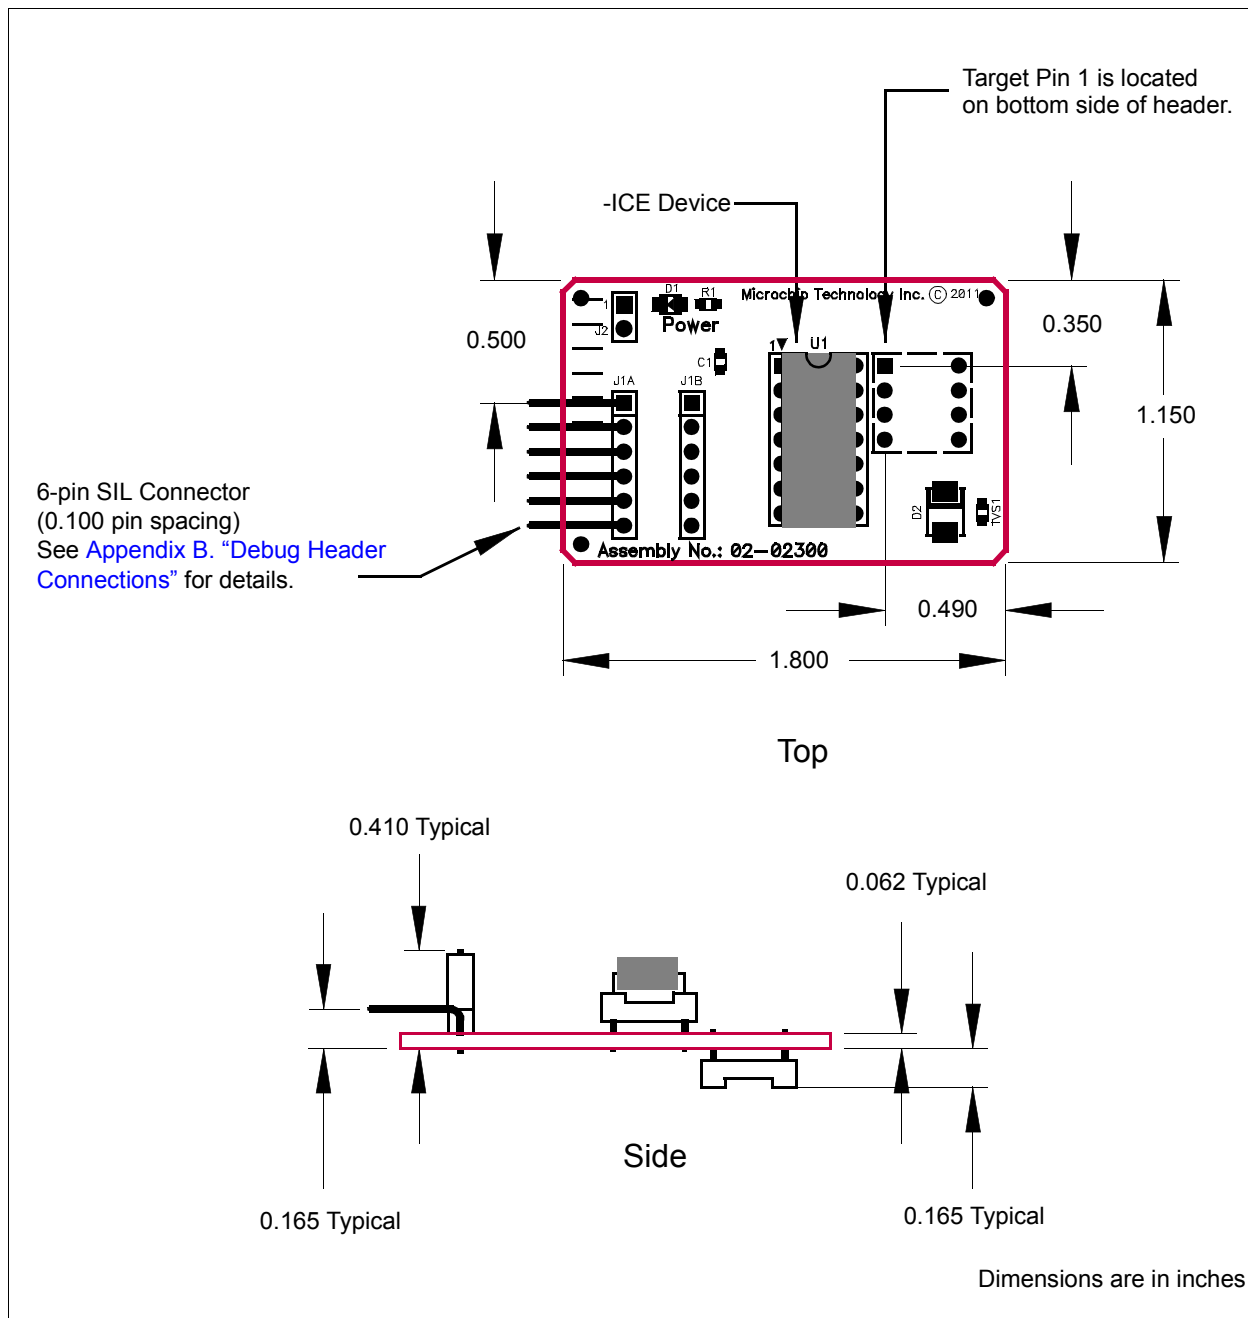 Target Pin 1 is located
on bottom side of header.
-ICE Device
D1
R1
Microchip Technology Inc. © 2011
1
J2
Power
0.500
0.350
1
U1
C1
J1A
J1B
1.150
6-pin SIL Connector
(0.100 pin spacing)
See Appendix B. “Debug Header
Connections” for details.
D2
TVS1
Assembly No.: 02-02300
0.490
1.800
Top
0.410 Typical
0.062 Typical
Side
0.165 Typical
0.165 Typical
Dimensions are in inches